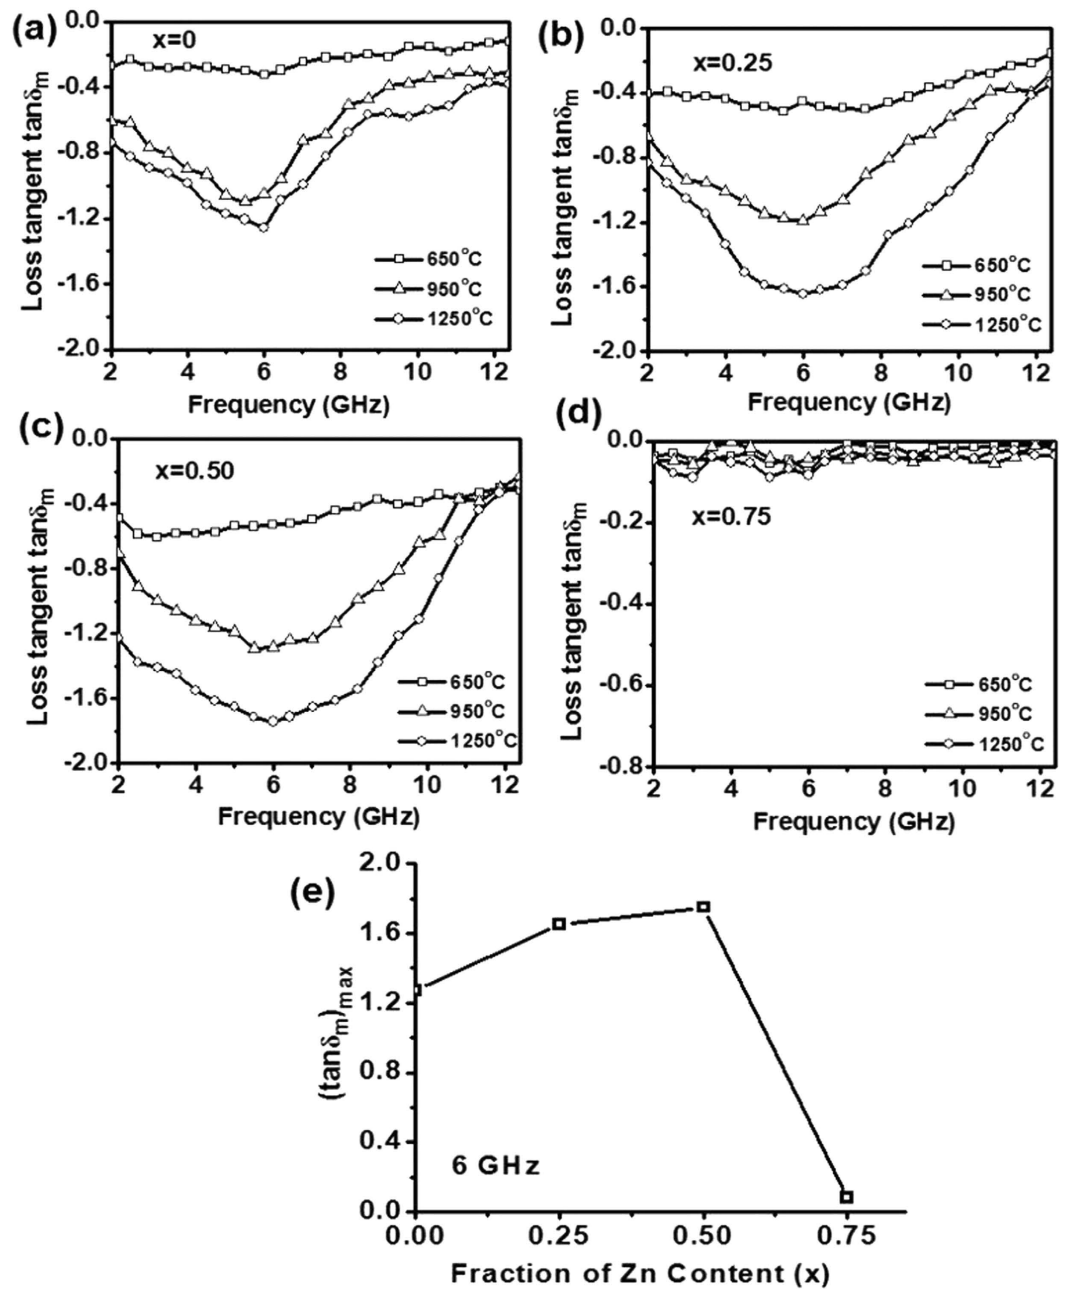 (a)
x=0
Loss tangent tanδm
0.0
-0.4
-0.8
-1.2
-1.6
-2.0
650°C
950°C
1250°C
2 4 6 8 10 12
Frequency (GHz)
(b)
x=0.25
Loss tangent tanδm
0.0
-0.4
-0.8
-1.2
-1.6
-2.0
650°C
950°C
1250°C
2 4 6 8 10 12
Frequency (GHz)
(c)
x=0.50
Loss tangent tanδm
0.0
-0.4
-0.8
-1.2
-1.6
-2.0
650°C
950°C
1250°C
2 4 6 8 10 12
Frequency (GHz)
(d)
x=0.75
Loss tangent tanδm
0.0
-0.2
-0.4
-0.6
-0.8
650°C
950°C
1250°C
2 4 6 8 10 12
Frequency (GHz)
(e)
(tanδm)max
2.0
1.6
1.2
0.8
0.4
0.0
6 GHz
0.00 0.25 0.50 0.75
Fraction of Zn Content (x)